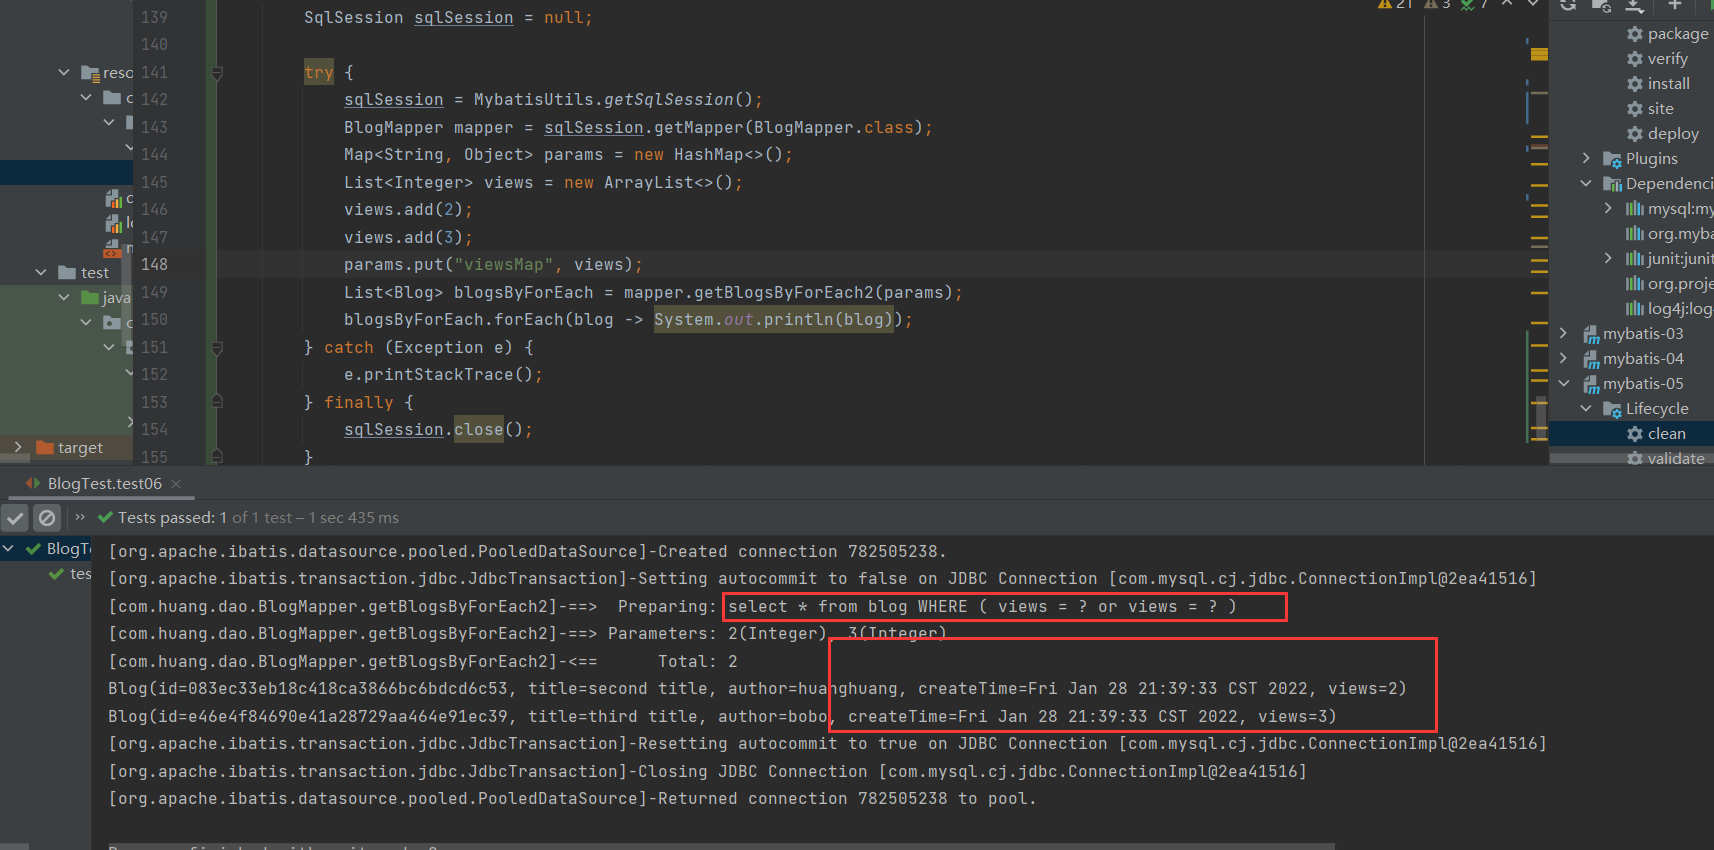 139 SqlSession sqlSession = null;
21 3 7
140
141 try {
142 sqlSession = MybatisUtils.getSqlSession();
143 BlogMapper mapper = sqlSession.getMapper(BlogMapper.class);
144 Map<String, Object> params = new HashMap<>();
145 List<Integer> views = new ArrayList<>();
146 views.add(2);
147 views.add(3);
148 params.put("viewsMap", views);
149 List<Blog> blogsByForEach = mapper.getBlogsByForEach2(params);
150 blogsByForEach.forEach(blog -> System.out.println(blog));
151 } catch (Exception e) {
152 e.printStackTrace();
153 } finally {
154 sqlSession.close();
155 }
reso
test
java
target
package
verify
install
site
deploy
Plugins
Dependenci
mysql:my
org.myba
junit:junit
org.proje
log4j:log
mybatis-03
mybatis-04
mybatis-05
Lifecycle
clean
validate
BlogTest.test06
Tests passed: 1 of 1 test – 1 sec 435 ms
BlogTe
tes
[org.apache.ibatis.datasource.pooled.PooledDataSource]-Created connection 782505238.
[org.apache.ibatis.transaction.jdbc.JdbcTransaction]-Setting autocommit to false on JDBC Connection [com.mysql.cj.jdbc.ConnectionImpl@2ea41516]
[com.huang.dao.BlogMapper.getBlogsByForEach2]-==>  Preparing: select * from blog WHERE ( views = ? or views = ? )
[com.huang.dao.BlogMapper.getBlogsByForEach2]-==> Parameters: 2(Integer), 3(Integer)
[com.huang.dao.BlogMapper.getBlogsByForEach2]-<==      Total: 2
Blog(id=083ec33eb18c418ca3866bc6bdcd6c53, title=second title, author=huanghuang, createTime=Fri Jan 28 21:39:33 CST 2022, views=2)
Blog(id=e46e4f84690e41a28729aa464e91ec39, title=third title, author=bobo, createTime=Fri Jan 28 21:39:33 CST 2022, views=3)
[org.apache.ibatis.transaction.jdbc.JdbcTransaction]-Resetting autocommit to true on JDBC Connection [com.mysql.cj.jdbc.ConnectionImpl@2ea41516]
[org.apache.ibatis.transaction.jdbc.JdbcTransaction]-Closing JDBC Connection [com.mysql.cj.jdbc.ConnectionImpl@2ea41516]
[org.apache.ibatis.datasource.pooled.PooledDataSource]-Returned connection 782505238 to pool.